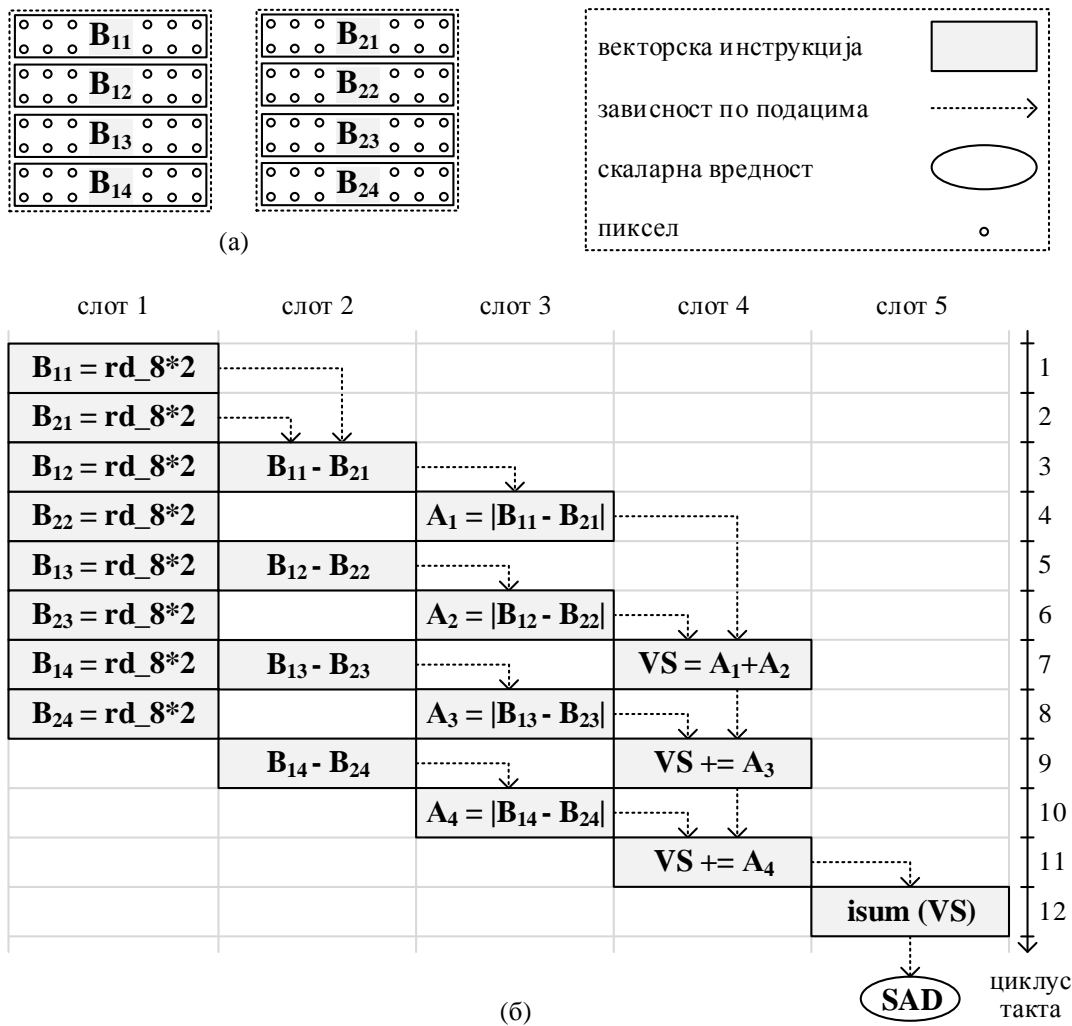 B₁₁ B₂₁
B₁₂ B₂₂
B₁₃ B₂₃
B₁₄ B₂₄
(а)
векторска инструкција
зависност по подацима
скаларна вредност
пиксел
слот 1 слот 2 слот 3 слот 4 слот 5
B₁₁ = rd_8*2 1
B₂₁ = rd_8*2 2
B₁₂ = rd_8*2 B₁₁ - B₂₁ 3
B₂₂ = rd_8*2 A₁ = |B₁₁ - B₂₁| 4
B₁₃ = rd_8*2 B₁₂ - B₂₂ 5
B₂₃ = rd_8*2 A₂ = |B₁₂ - B₂₂| 6
B₁₄ = rd_8*2 B₁₃ - B₂₃ VS = A₁+A₂ 7
B₂₄ = rd_8*2 A₃ = |B₁₃ - B₂₃| 8
B₁₄ - B₂₄ VS += A₃ 9
A₄ = |B₁₄ - B₂₄| 10
VS += A₄ 11
isum (VS) 12
SAD
циклус
такта
(б)